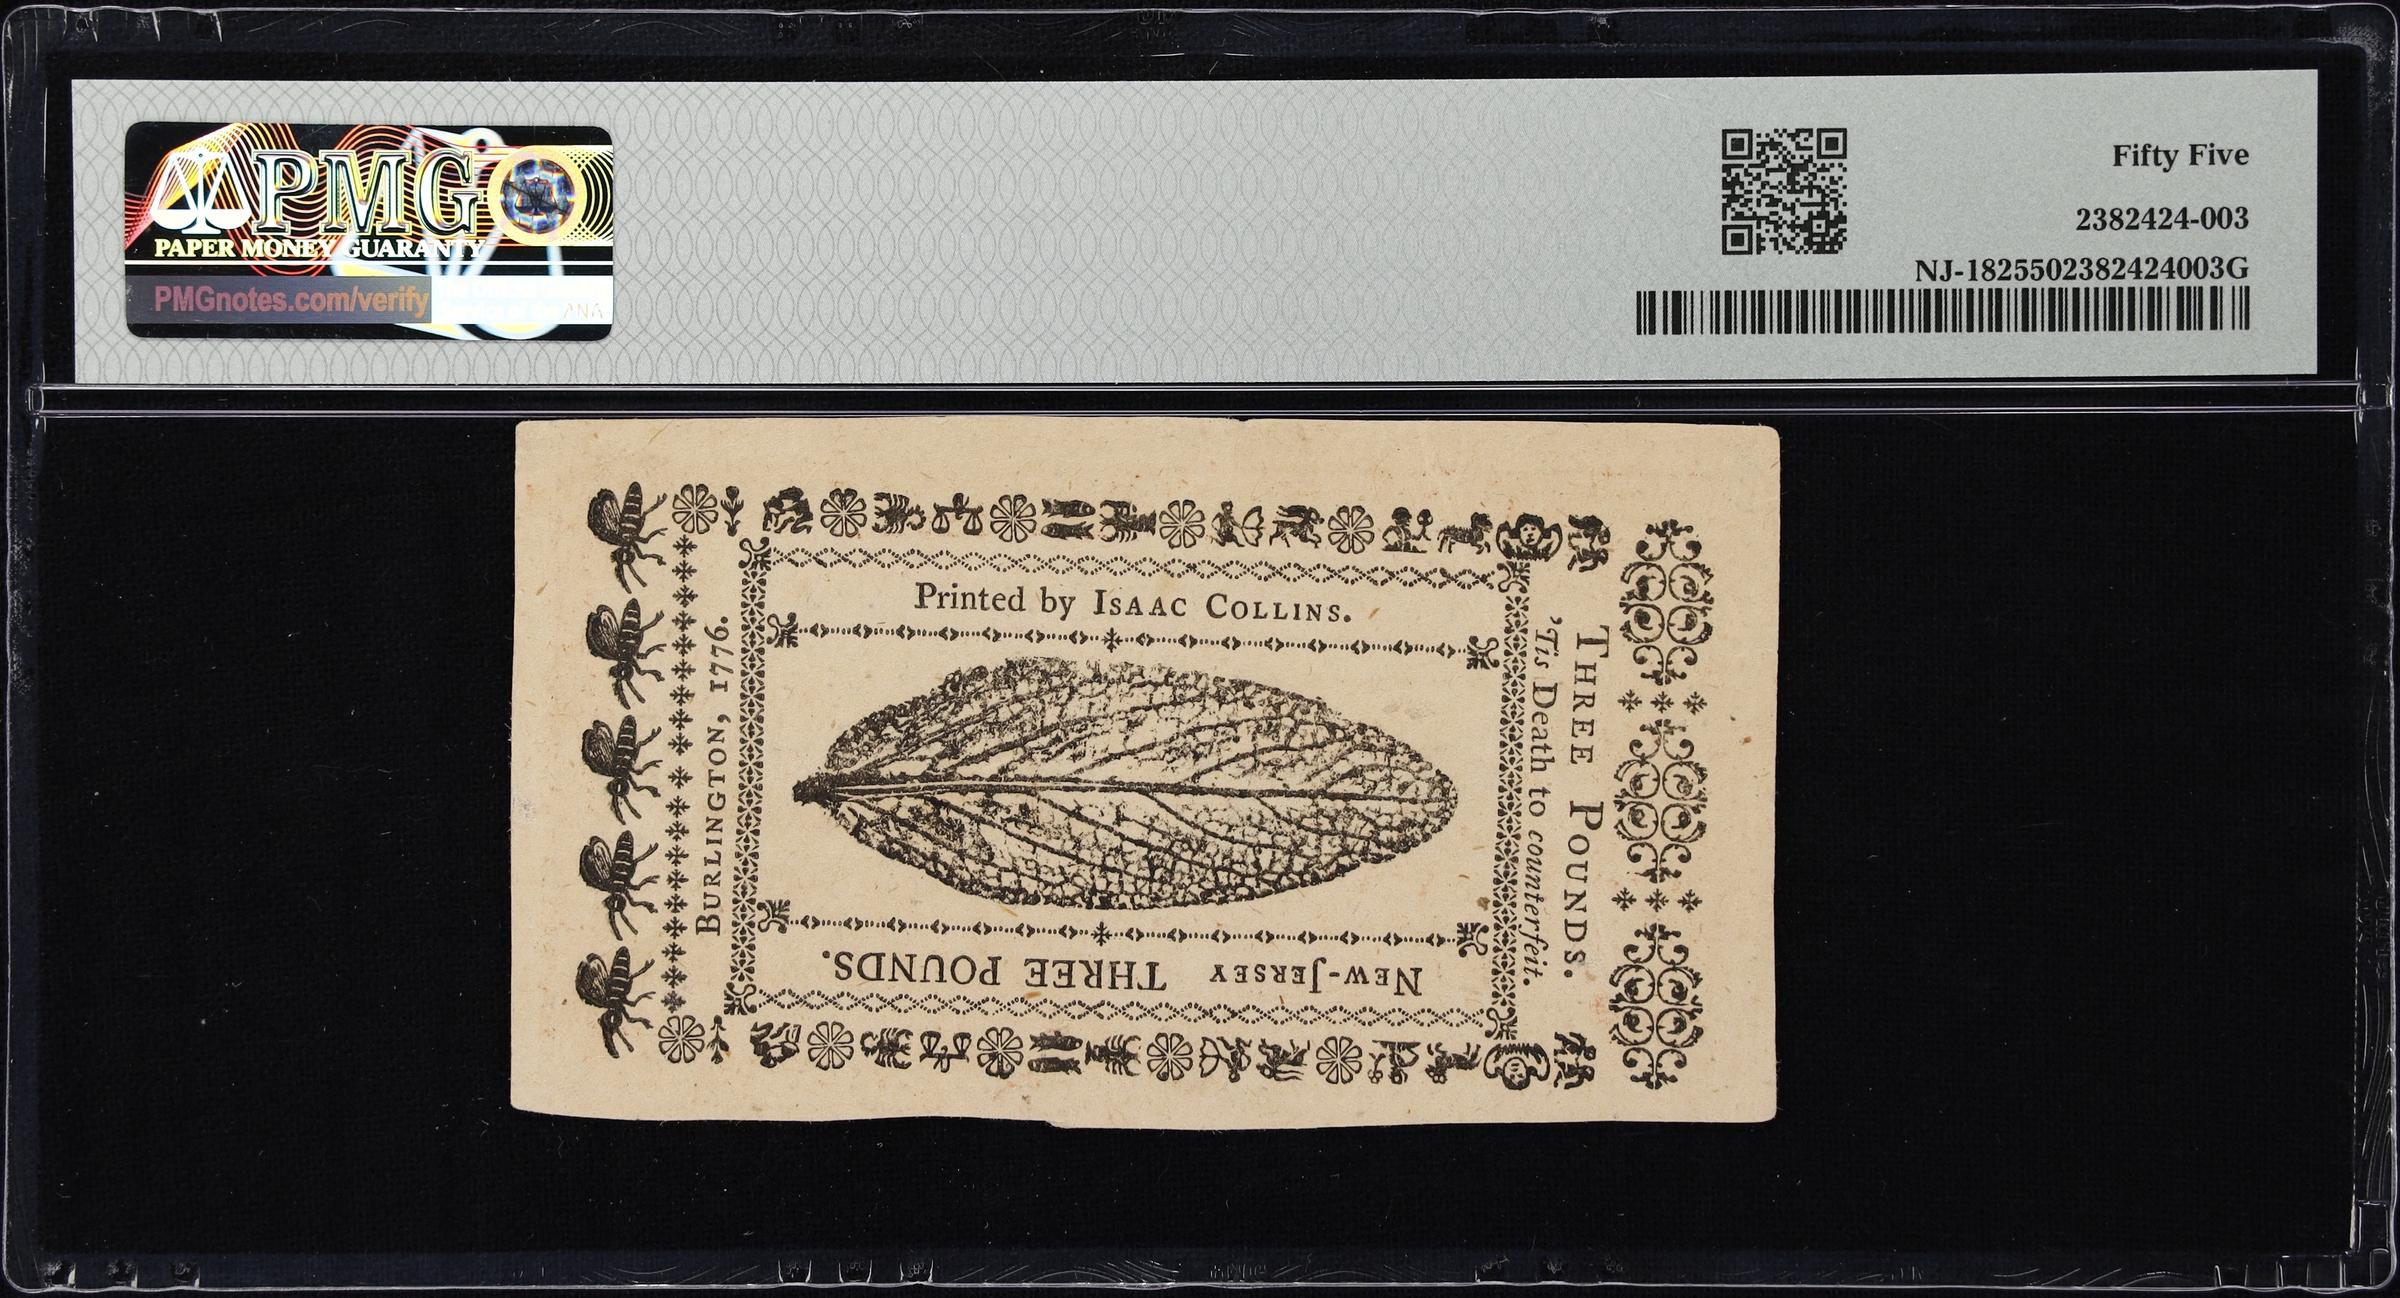 PMG
PAPER MONEY GUARANTY
PMGnotes.com/verify
ANA
Fifty Five
2382424-003
NJ-1825502382424003G
Printed by ISAAC COLLINS.
BURLINGTON, 1776.
'Tis Death to counterfeit.
THREE POUNDS.
NEW-JERSEY THREE POUNDS.